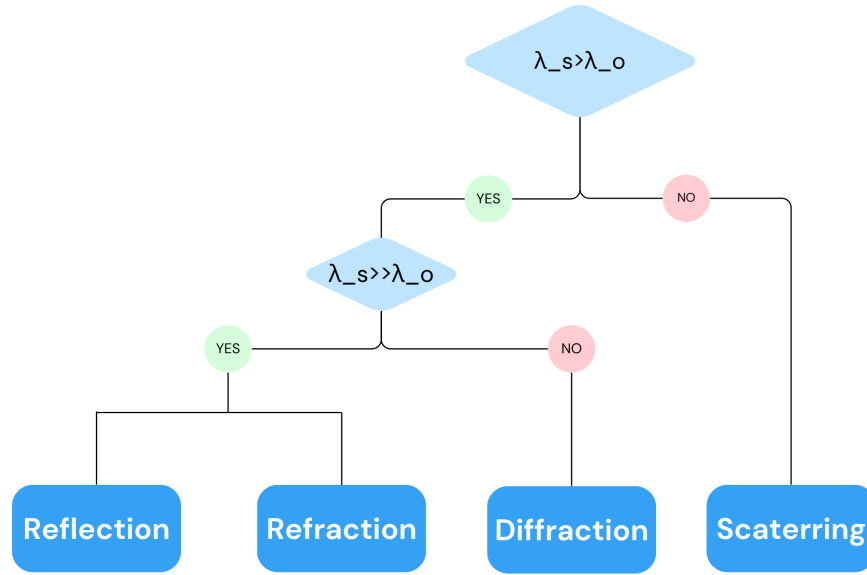 λ_s>λ_o
YES
NO
λ_s>>λ_o
YES
NO
Reflection
Refraction
Diffraction
Scaterring